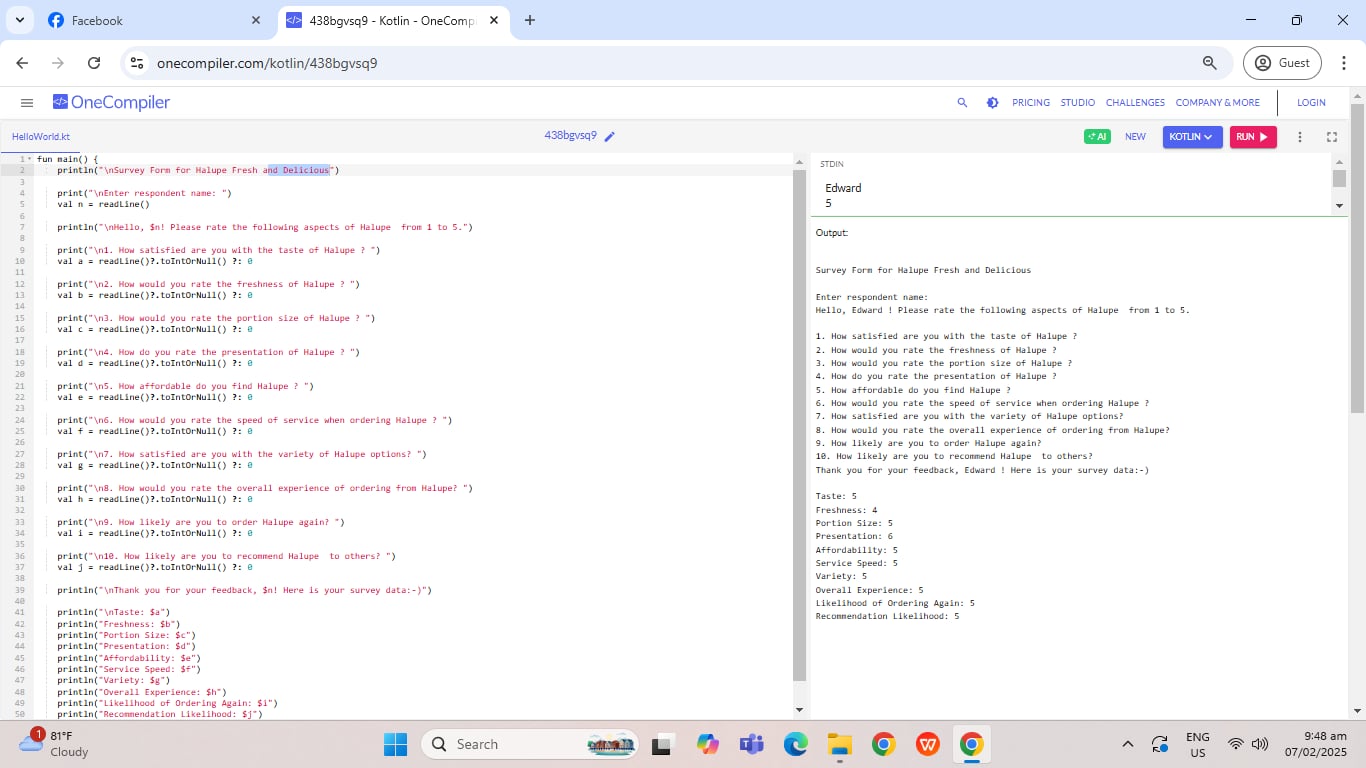 Facebook
438bgvsq9 - Kotlin - OneComp
onecompiler.com/kotlin/438bgvsq9
Guest
OneCompiler
PRICING STUDIO CHALLENGES COMPANY & MORE LOGIN
HelloWorld.kt
438bgvsq9
AI NEW KOTLIN RUN
1 fun main() {
2 println("\nSurvey Form for Halupe Fresh and Delicious")
3
4 print("\nEnter respondent name: ")
5 val n = readLine()
6
7 println("\nHello, $n! Please rate the following aspects of Halupe  from 1 to 5.")
8
9 print("\n1. How satisfied are you with the taste of Halupe ? ")
10 val a = readLine()?.toIntOrNull() ?: 0
11
12 print("\n2. How would you rate the freshness of Halupe ? ")
13 val b = readLine()?.toIntOrNull() ?: 0
14
15 print("\n3. How would you rate the portion size of Halupe ? ")
16 val c = readLine()?.toIntOrNull() ?: 0
17
18 print("\n4. How do you rate the presentation of Halupe ? ")
19 val d = readLine()?.toIntOrNull() ?: 0
20
21 print("\n5. How affordable do you find Halupe ? ")
22 val e = readLine()?.toIntOrNull() ?: 0
23
24 print("\n6. How would you rate the speed of service when ordering Halupe ? ")
25 val f = readLine()?.toIntOrNull() ?: 0
26
27 print("\n7. How satisfied are you with the variety of Halupe options? ")
28 val g = readLine()?.toIntOrNull() ?: 0
29
30 print("\n8. How would you rate the overall experience of ordering from Halupe? ")
31 val h = readLine()?.toIntOrNull() ?: 0
32
33 print("\n9. How likely are you to order Halupe again? ")
34 val i = readLine()?.toIntOrNull() ?: 0
35
36 print("\n10. How likely are you to recommend Halupe  to others? ")
37 val j = readLine()?.toIntOrNull() ?: 0
38
39 println("\nThank you for your feedback, $n! Here is your survey data:-)")
40
41 println("\nTaste: $a")
42 println("Freshness: $b")
43 println("Portion Size: $c")
44 println("Presentation: $d")
45 println("Affordability: $e")
46 println("Service Speed: $f")
47 println("Variety: $g")
48 println("Overall Experience: $h")
49 println("Likelihood of Ordering Again: $i")
50 println("Recommendation Likelihood: $j")
STDIN
Edward
5
Output:
Survey Form for Halupe Fresh and Delicious
Enter respondent name:
Hello, Edward ! Please rate the following aspects of Halupe  from 1 to 5.
1. How satisfied are you with the taste of Halupe ?
2. How would you rate the freshness of Halupe ?
3. How would you rate the portion size of Halupe ?
4. How do you rate the presentation of Halupe ?
5. How affordable do you find Halupe ?
6. How would you rate the speed of service when ordering Halupe ?
7. How satisfied are you with the variety of Halupe options?
8. How would you rate the overall experience of ordering from Halupe?
9. How likely are you to order Halupe again?
10. How likely are you to recommend Halupe  to others?
Thank you for your feedback, Edward ! Here is your survey data:-)
Taste: 5
Freshness: 4
Portion Size: 5
Presentation: 6
Affordability: 5
Service Speed: 5
Variety: 5
Overall Experience: 5
Likelihood of Ordering Again: 5
Recommendation Likelihood: 5
1
81°F
Cloudy
Search
ENG
US
9:48 am
07/02/2025